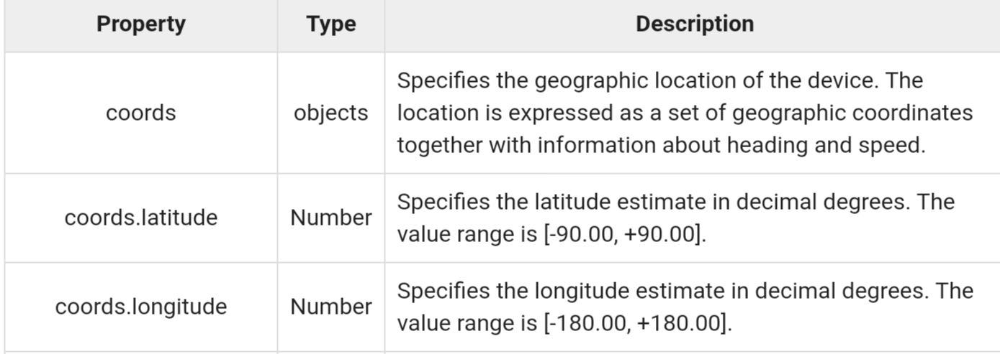 Property Type Description
coords objects Specifies the geographic location of the device. The
location is expressed as a set of geographic coordinates
together with information about heading and speed.
coords.latitude Number Specifies the latitude estimate in decimal degrees. The
value range is [-90.00, +90.00].
coords.longitude Number Specifies the longitude estimate in decimal degrees. The
value range is [-180.00, +180.00].